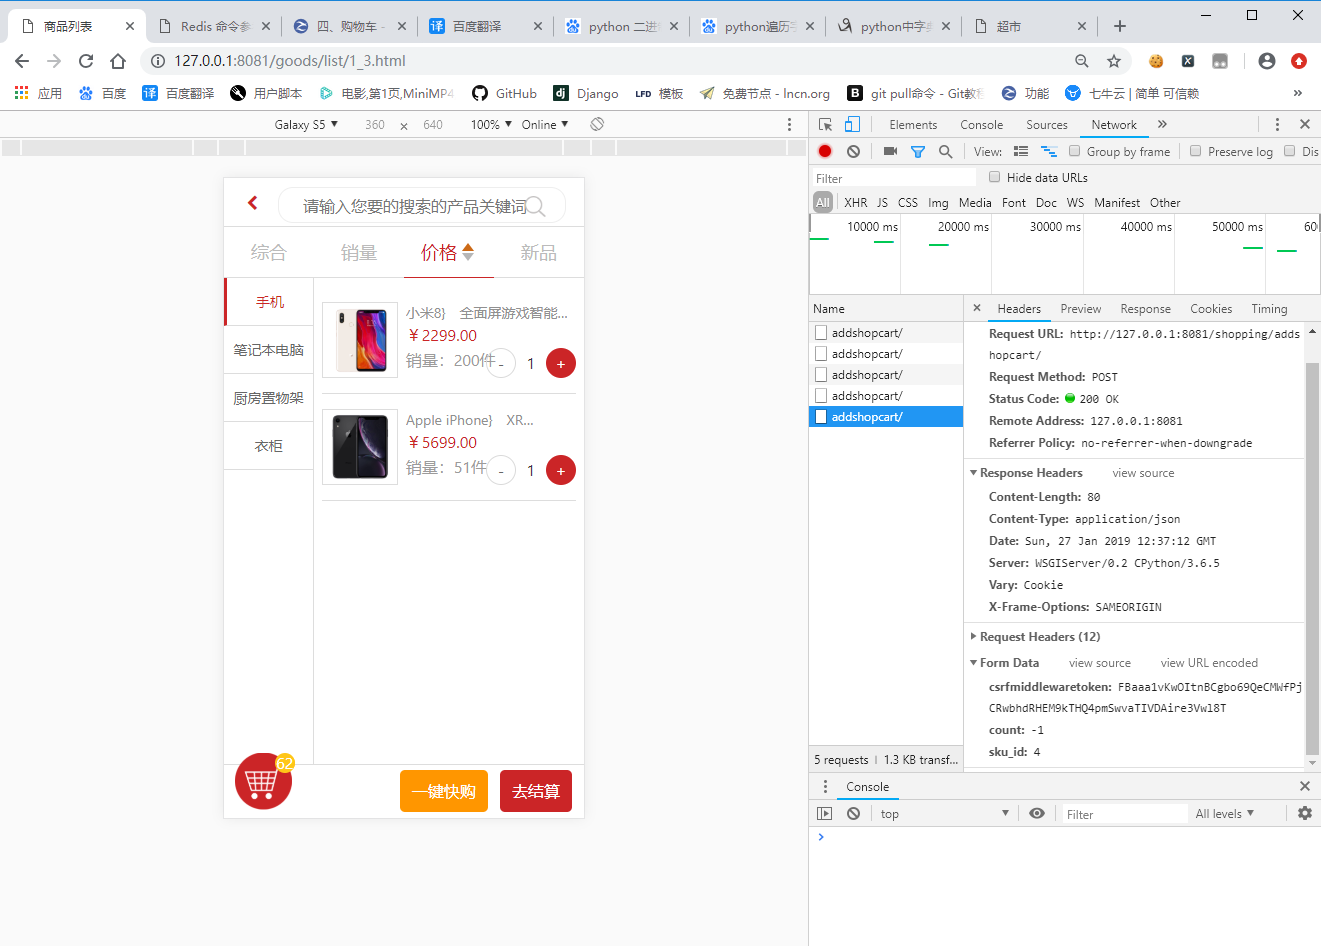 商品列表
Redis 命令参
四、购物车 -
百度翻译
python 二进
python遍历字
python中字典
超市
127.0.0.1:8081/goods/list/1_3.html
应用
百度
百度翻译
用户脚本
电影,第1页,MiniMP4
GitHub
Django
LFD 模板
免费节点 - lncn.org
git pull命令 - Git教程
功能
七牛云 | 简单 可信赖
»
Galaxy S5 ▼ 360 × 640 100% ▼ Online ▼
请输入您要的搜索的产品关键词
综合 销量 价格 新品
手机
笔记本电脑
厨房置物架
衣柜
小米8} 全面屏游戏智能...
￥2299.00
销量：200件 - 1 +
Apple iPhone} XR...
￥5699.00
销量：51件 - 1 +
62
一键快购 去结算
Elements Console Sources Network »
View: Group by frame Preserve log Dis
Filter Hide data URLs
All XHR JS CSS Img Media Font Doc WS Manifest Other
10000 ms 20000 ms 30000 ms 40000 ms 50000 ms 60
Name
addshopcart/
addshopcart/
addshopcart/
addshopcart/
addshopcart/
5 requests | 1.3 KB transf...
× Headers Preview Response Cookies Timing
Request URL: http://127.0.0.1:8081/shopping/adds
hopcart/
Request Method: POST
Status Code: 200 OK
Remote Address: 127.0.0.1:8081
Referrer Policy: no-referrer-when-downgrade
Response Headers view source
Content-Length: 80
Content-Type: application/json
Date: Sun, 27 Jan 2019 12:37:12 GMT
Server: WSGIServer/0.2 CPython/3.6.5
Vary: Cookie
X-Frame-Options: SAMEORIGIN
Request Headers (12)
Form Data view source view URL encoded
csrfmiddlewaretoken: FBaaa1vKwOItnBCgbo69QeCMWfPj
CRwbhdRHEM9kTHQ4pmSwvaTIVDAire3Vwl8T
count: -1
sku_id: 4
Console
top ▼ Filter All levels ▼